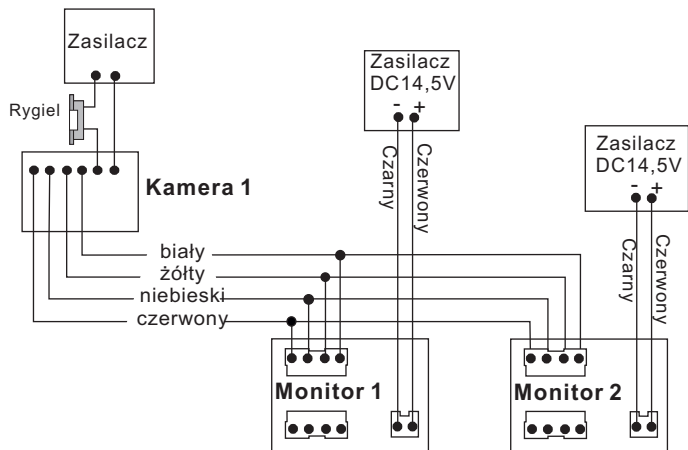 Zasilacz
Rygiel
Kamera 1
Zasilacz
DC14,5V
- +
Czarny
Czerwony
Zasilacz
DC14,5V
- +
Czarny
Czerwony
biały
żółty
niebieski
czerwony
Monitor 1
Monitor 2